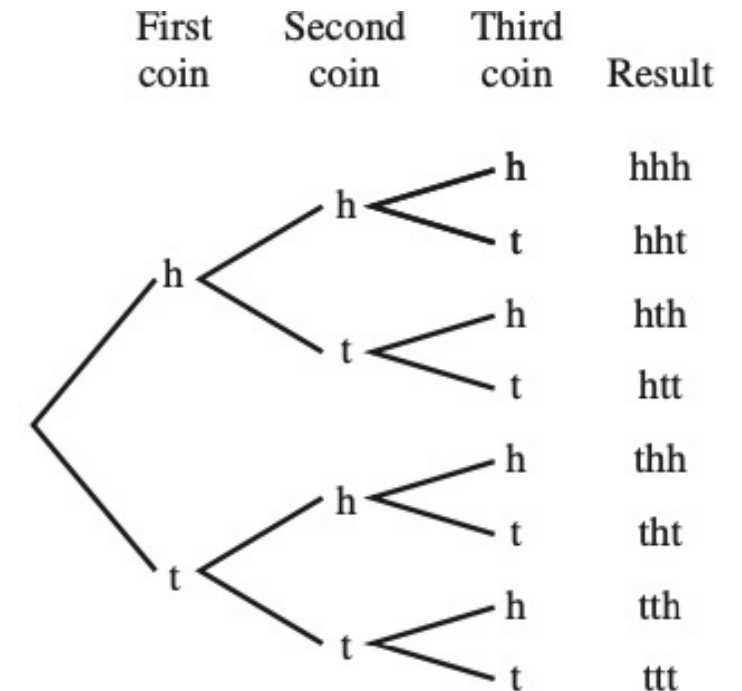 First Second Third
coin coin coin Result
h hhh
h
t hht
h
h hth
t
t htt
h thh
h
t tht
t
h tth
t
t ttt